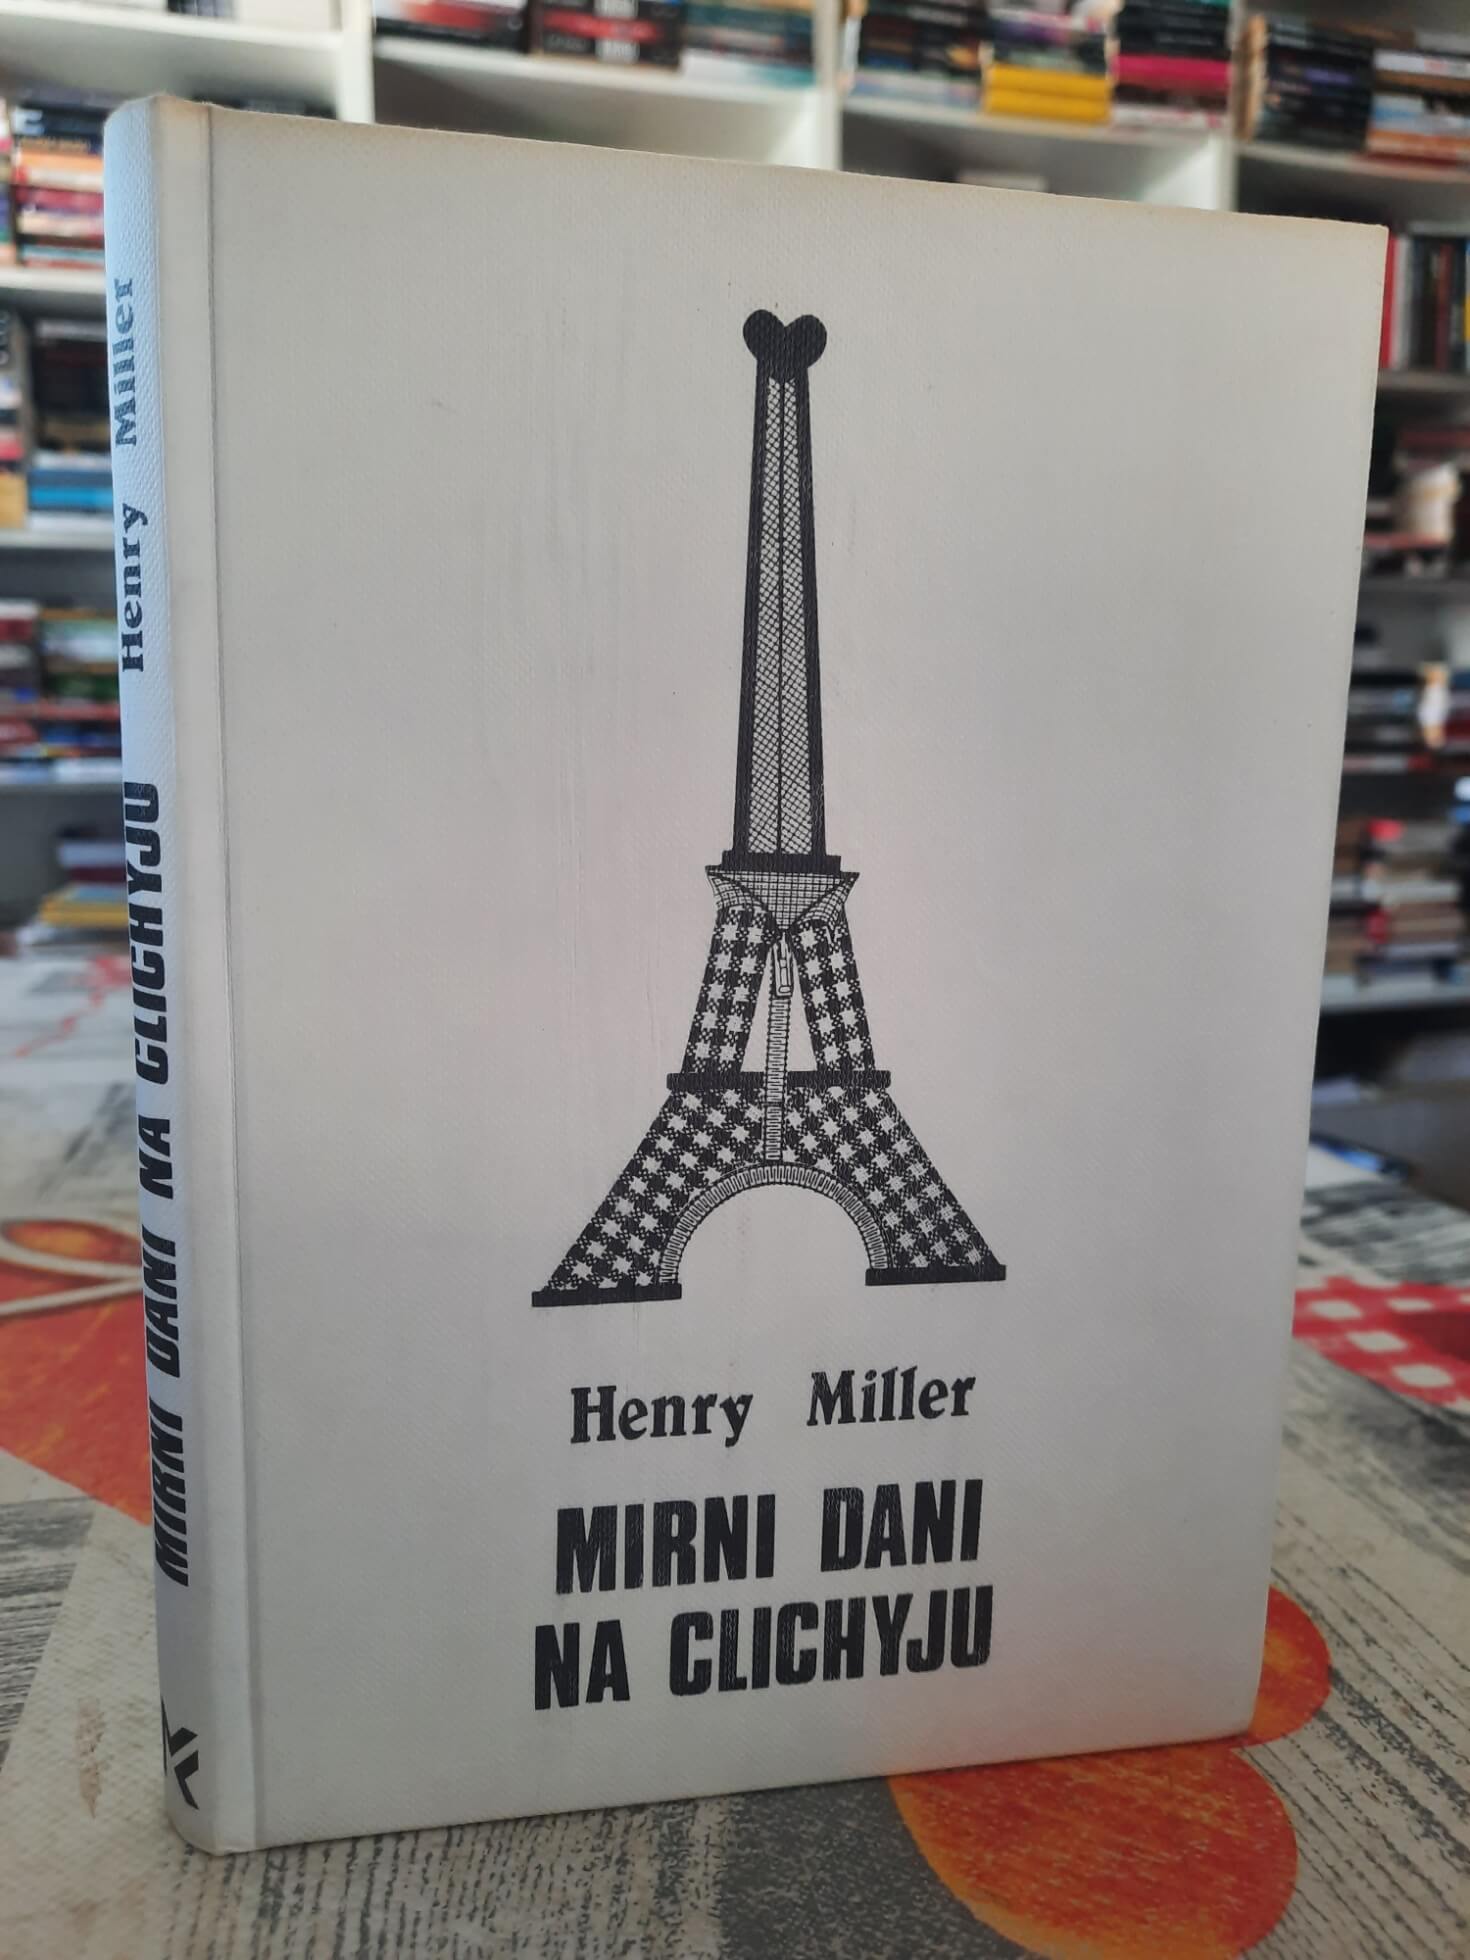 Henry Miller
MIRNI DANI
NA CLICHYJU
MIRNI DANI NA CLICHYJU Henry Miller